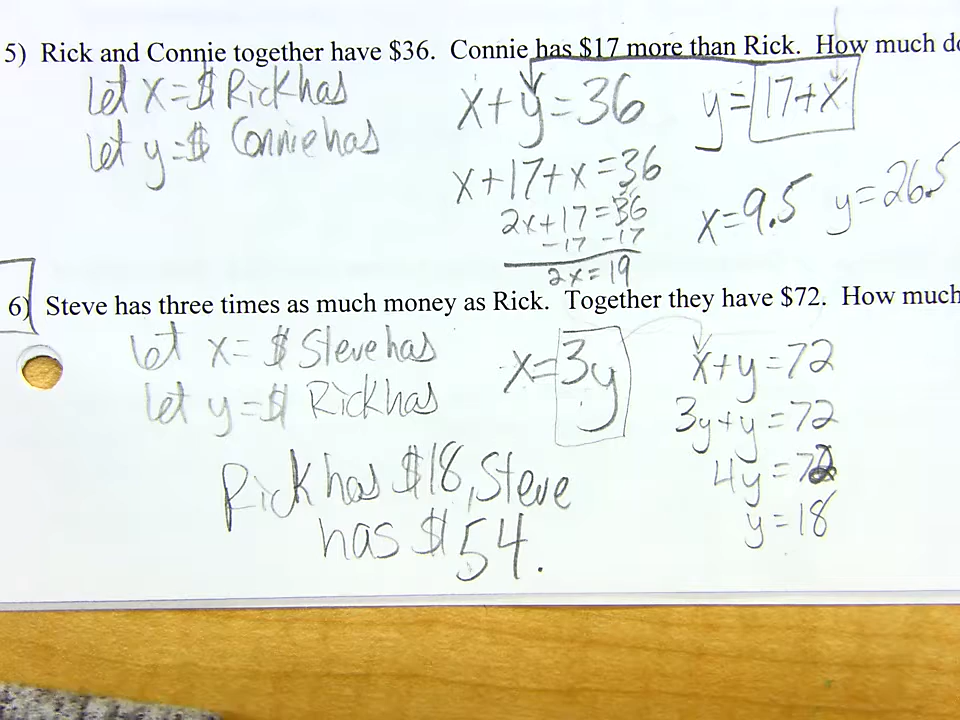 5) Rick and Connie together have $36. Connie has $17 more than Rick. How much do
let x = $ Rick has
let y = $ Connie has
x + y = 36
y = 17 + x
x + 17 + x = 36
2x + 17 = 36
-17 -17
2x = 19
x = 9.5 y = 26.5
6) Steve has three times as much money as Rick. Together they have $72. How much
let x = $ Steve has
let y = $ Rick has
x = 3y
x + y = 72
3y + y = 72
4y = 72
y = 18
Rick has $18, Steve
has $54.